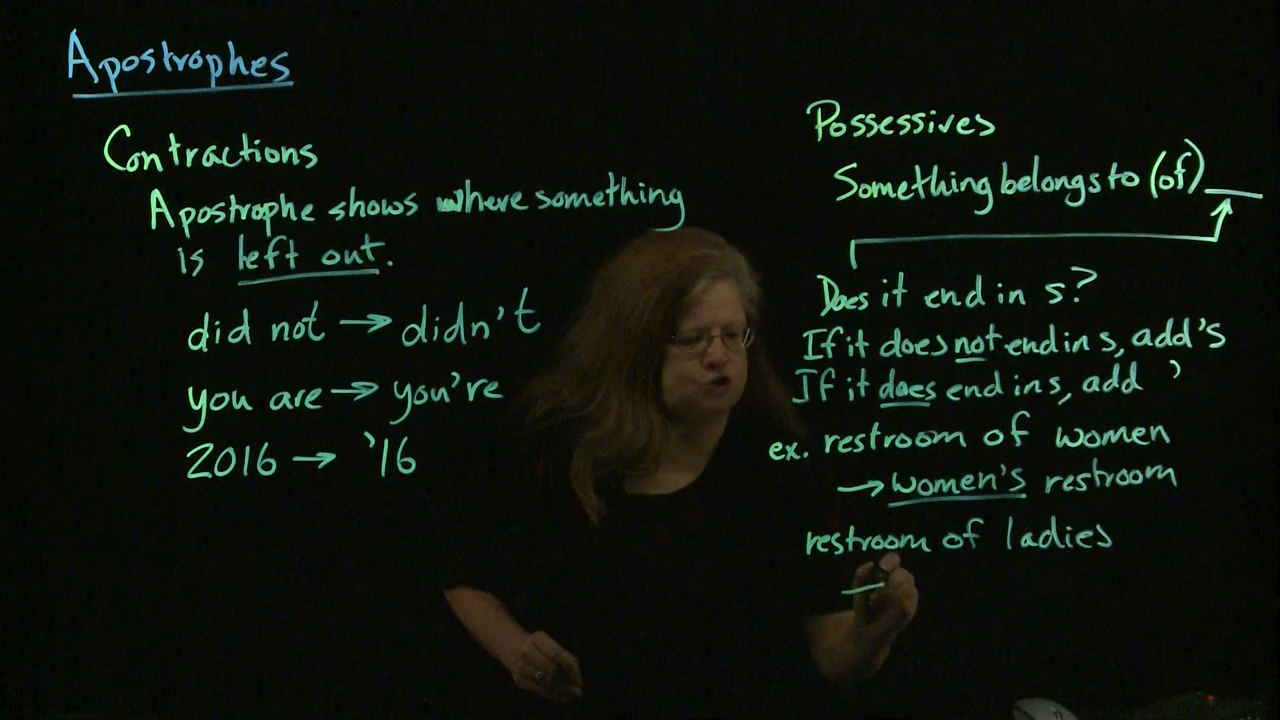 Apostrophes
Contractions
Apostrophe shows where something
is left out.
did not → didn't
you are → you're
2016 → '16
Possessives
Something belongs to (of) __
Does it end in s?
If it does not end in s, add 's
If it does end in s, add '
ex. restroom of women
→ women's restroom
restroom of ladies